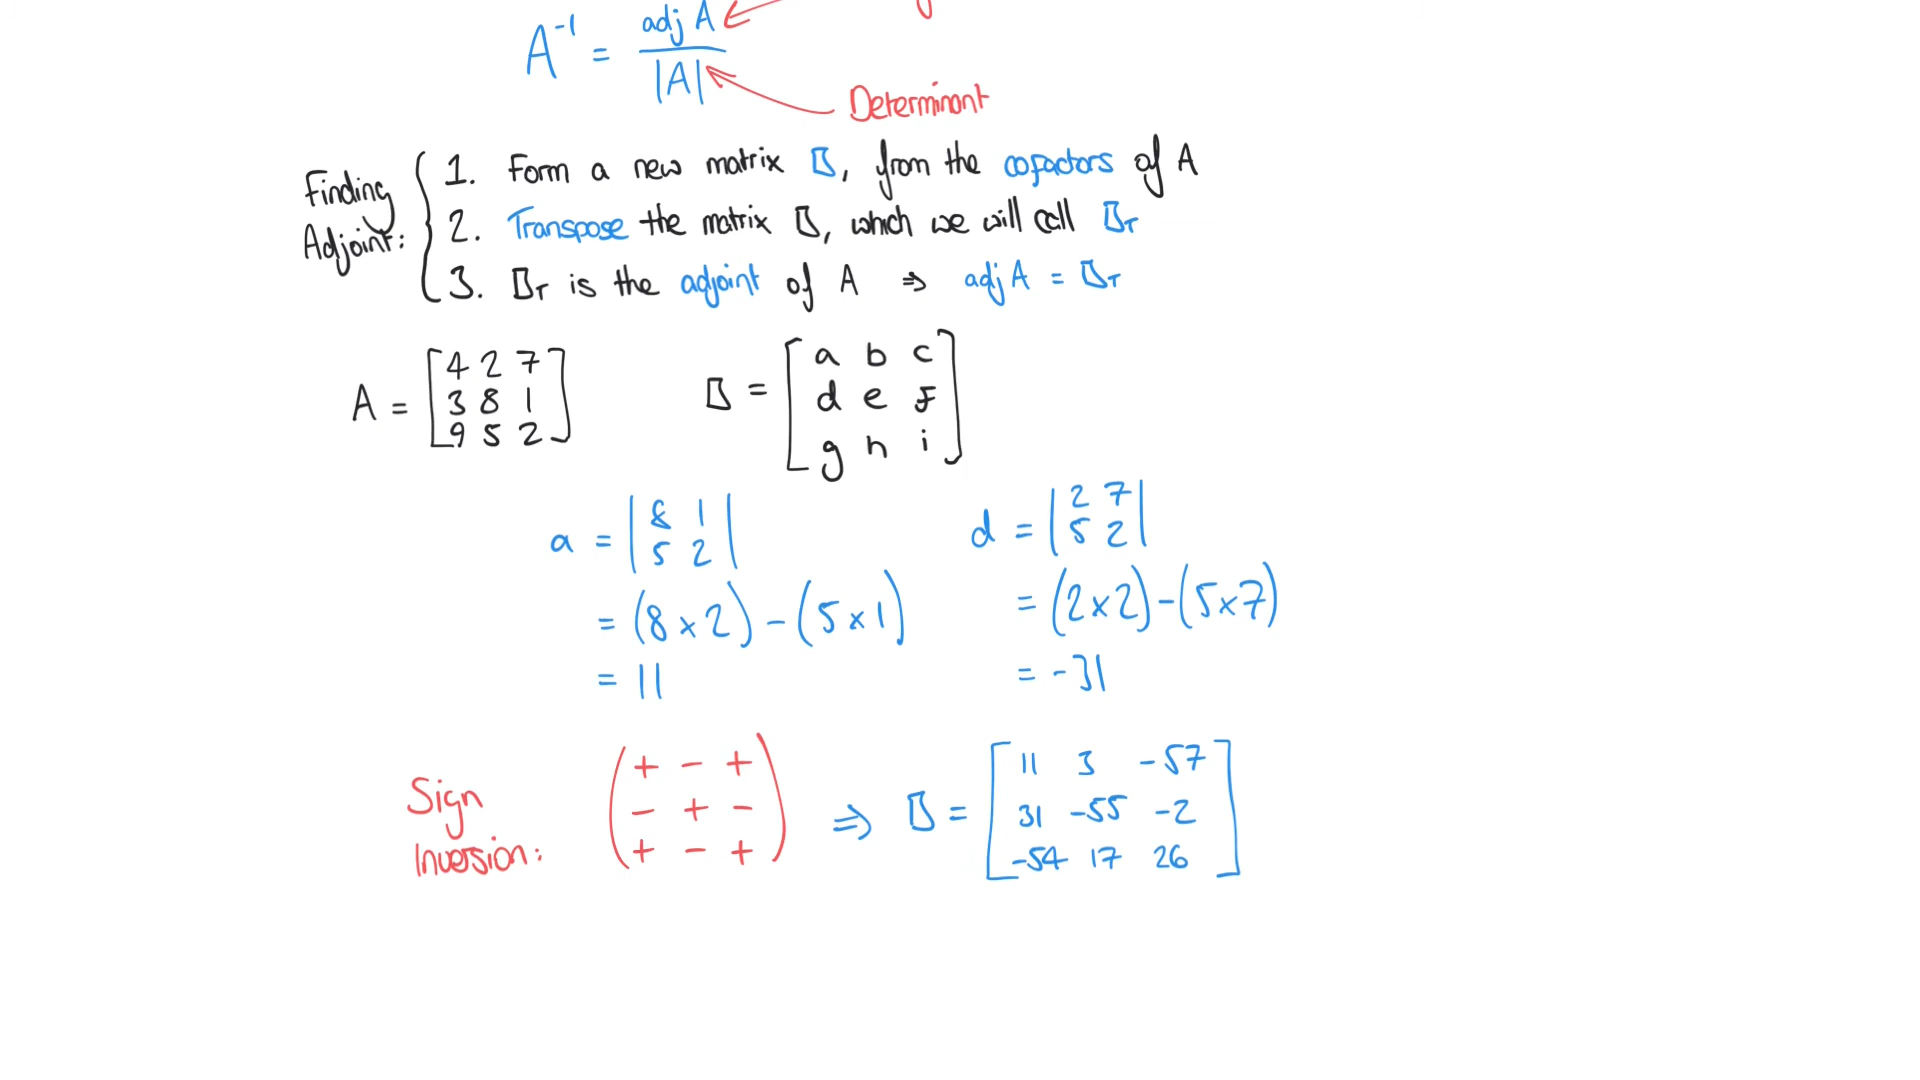 A⁻¹ = adj A / |A|
Determinant
Finding Adjoint:
1. Form a new matrix B, from the cofactors of A
2. Transpose the matrix B, which we will call Bᴛ
3. Bᴛ is the adjoint of A ⇒ adj A = Bᴛ
A = [4 2 7
3 8 1
9 5 2]
B = [a b c
d e f
g h i]
a = |8 1
5 2|
= (8 × 2) - (5 × 1)
= 11
d = |2 7
5 2|
= (2 × 2) - (5 × 7)
= -31
Sign Inversion:
(+ - +
- + -
+ - +)
⇒ B = [11 3 -57
31 -55 -2
-54 17 26]